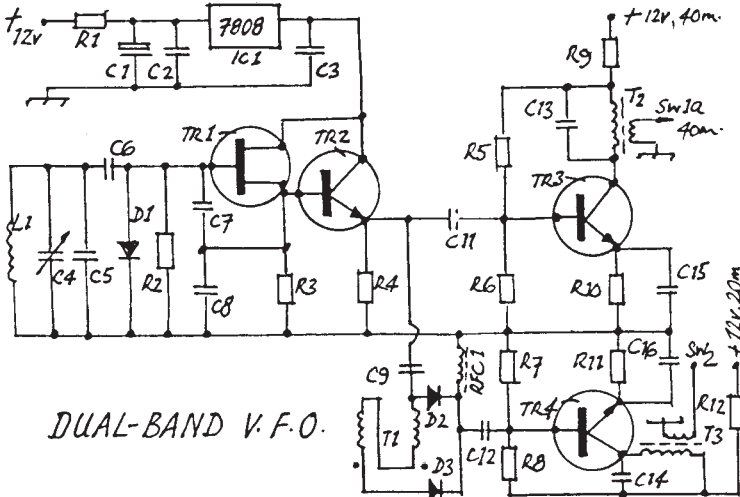 + 12v
R1
C1
C2
7808
IC1
C3
+ 12v, 40m.
R9
C13
T2
SW1a
40m.
TR1
TR2
R5
TR3
C6
L1
C4
C5
D1
R2
C7
C8
R3
R4
C11
R6
R10
C15
C9
RFC1
R7
R11
C16
SW2
+ 12v, 20m
DUAL-BAND V.F.O.
T1
D2
D3
C12
R8
TR4
T3
R12
C14